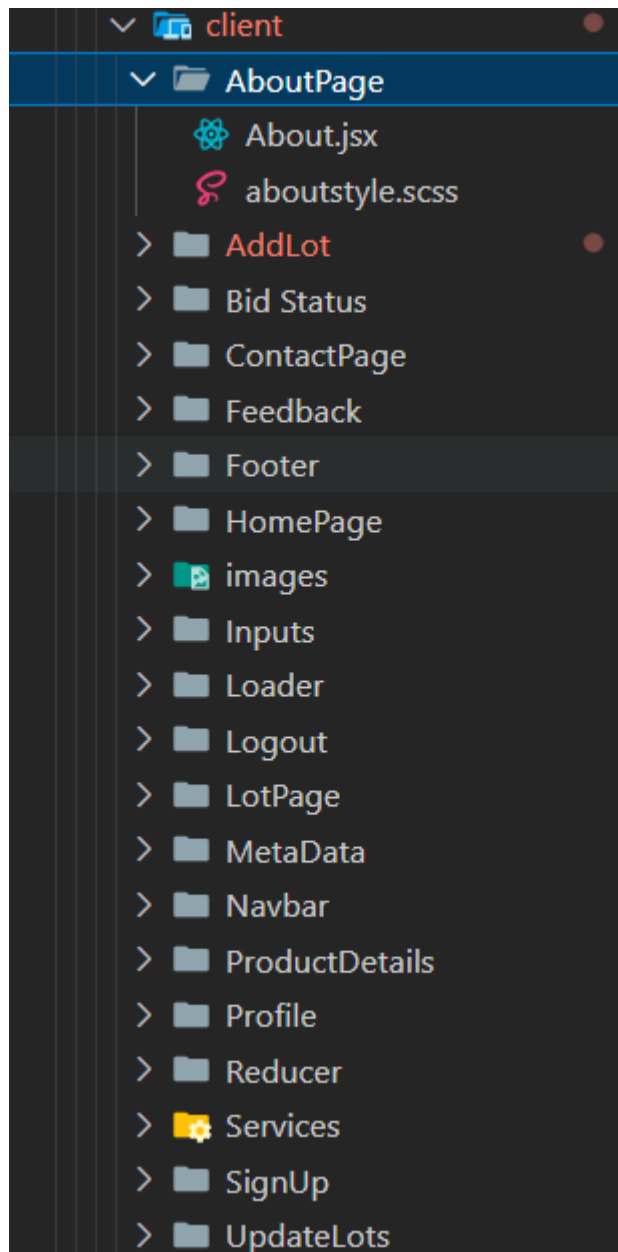 client
AboutPage
About.jsx
aboutstyle.scss
AddLot
Bid Status
ContactPage
Feedback
Footer
HomePage
images
Inputs
Loader
Logout
LotPage
MetaData
Navbar
ProductDetails
Profile
Reducer
Services
SignUp
UpdateLots